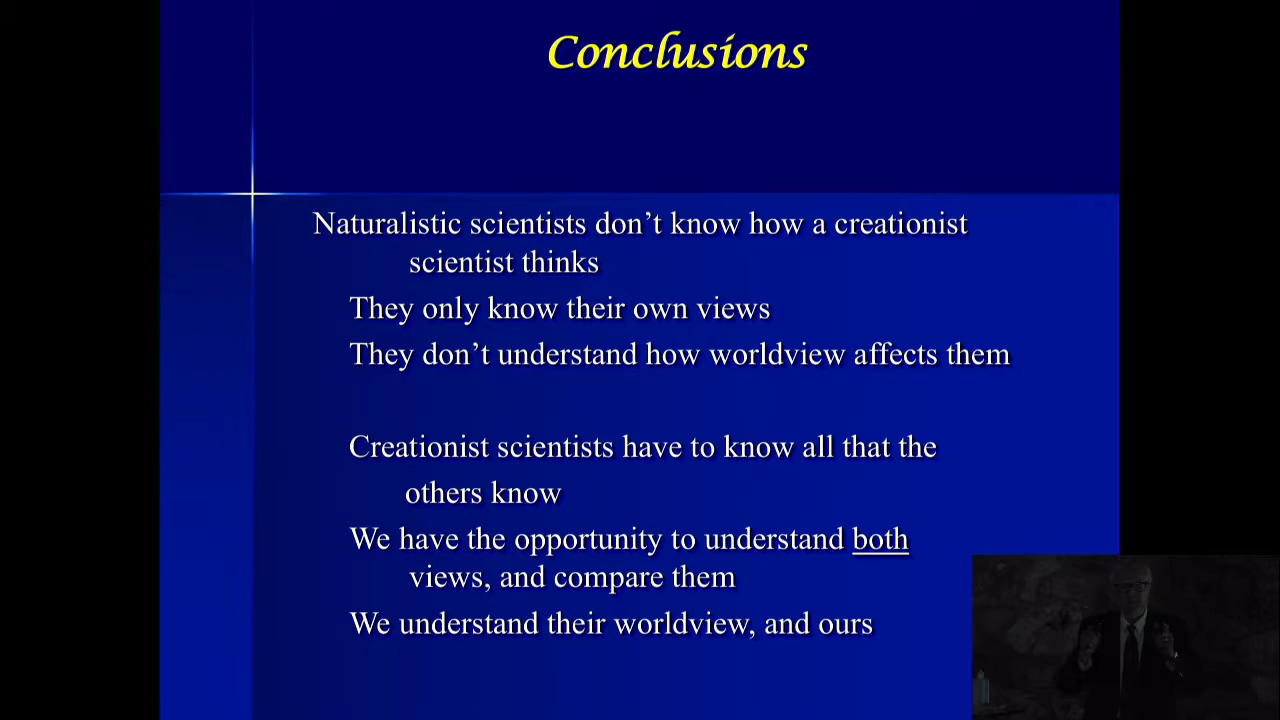 Conclusions
Naturalistic scientists don’t know how a creationist
scientist thinks
They only know their own views
They don’t understand how worldview affects them
Creationist scientists have to know all that the
others know
We have the opportunity to understand both
views, and compare them
We understand their worldview, and ours